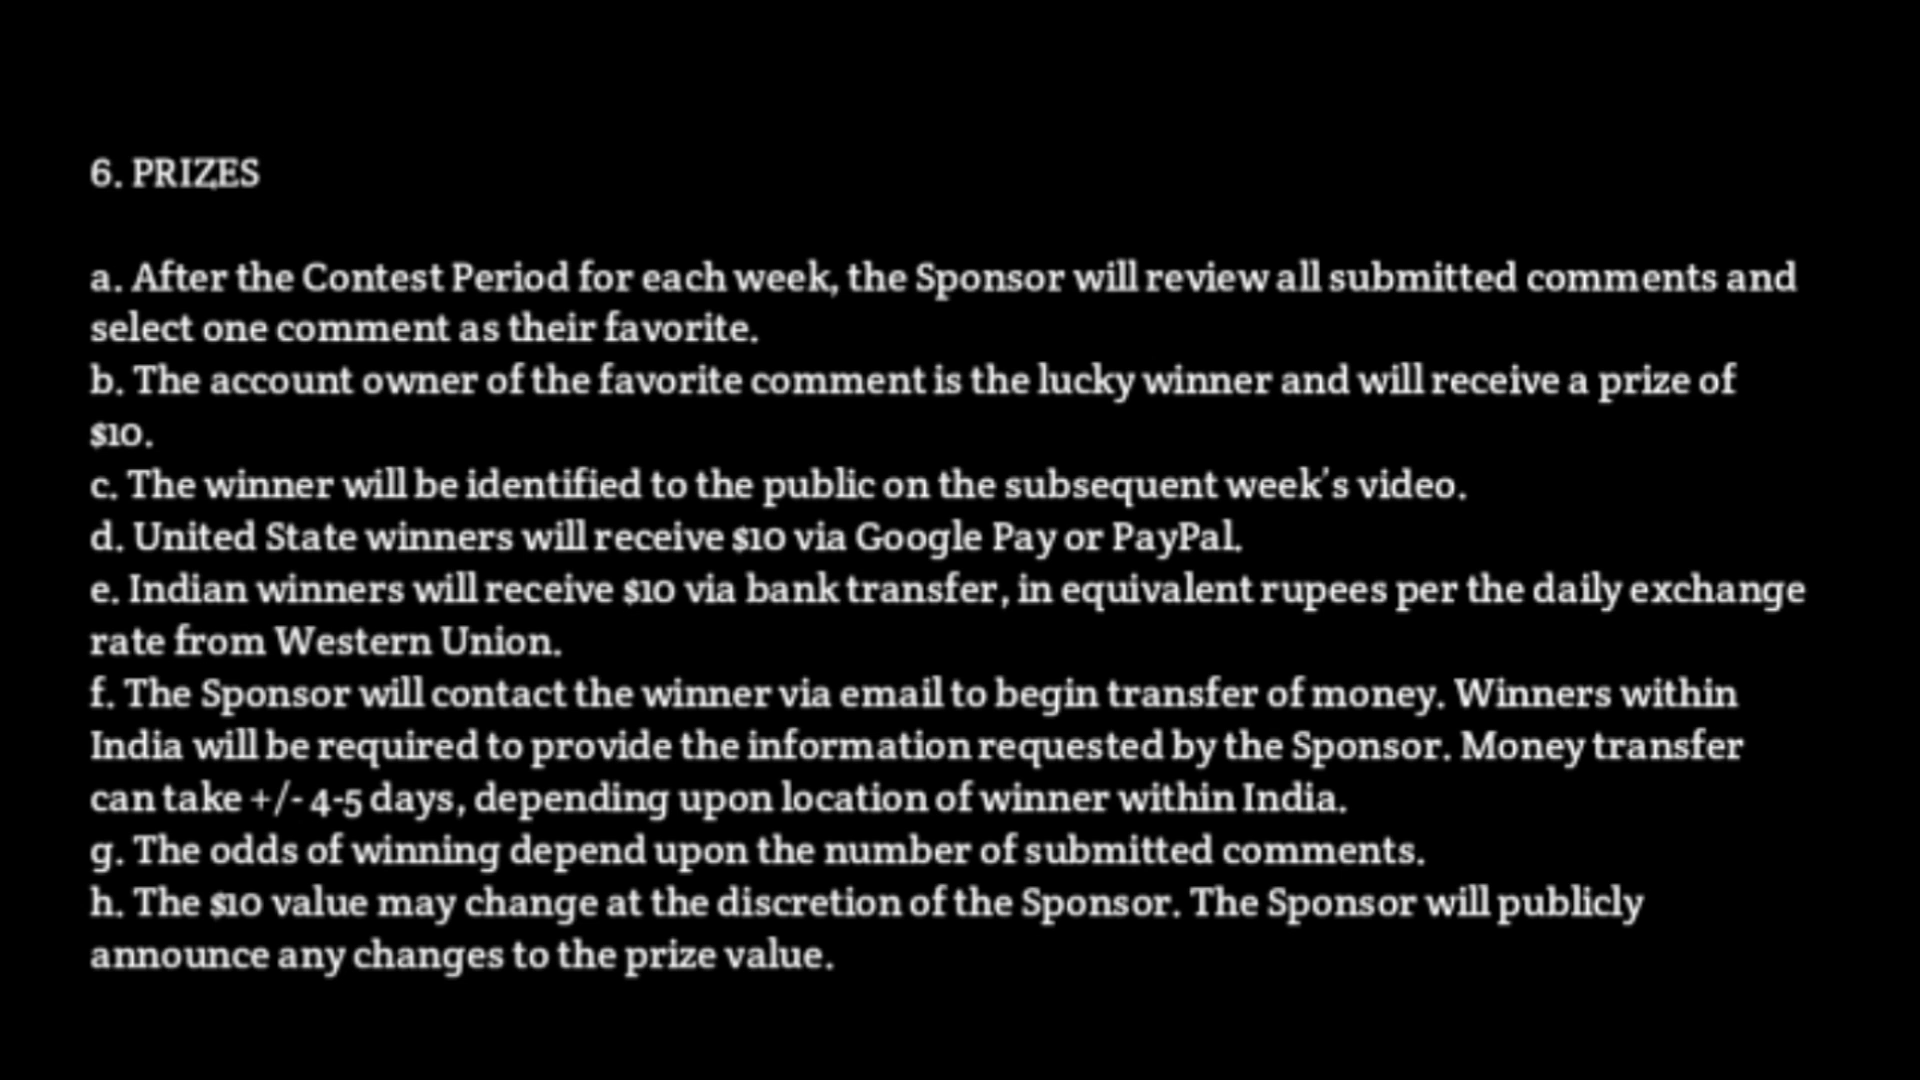 6. PRIZES
a. After the Contest Period for each week, the Sponsor will review all submitted comments and
select one comment as their favorite.
b. The account owner of the favorite comment is the lucky winner and will receive a prize of
$10.
c. The winner will be identified to the public on the subsequent week's video.
d. United State winners will receive $10 via Google Pay or PayPal.
e. Indian winners will receive $10 via bank transfer, in equivalent rupees per the daily exchange
rate from Western Union.
f. The Sponsor will contact the winner via email to begin transfer of money. Winners within
India will be required to provide the information requested by the Sponsor. Money transfer
can take +/- 4-5 days, depending upon location of winner within India.
g. The odds of winning depend upon the number of submitted comments.
h. The $10 value may change at the discretion of the Sponsor. The Sponsor will publicly
announce any changes to the prize value.